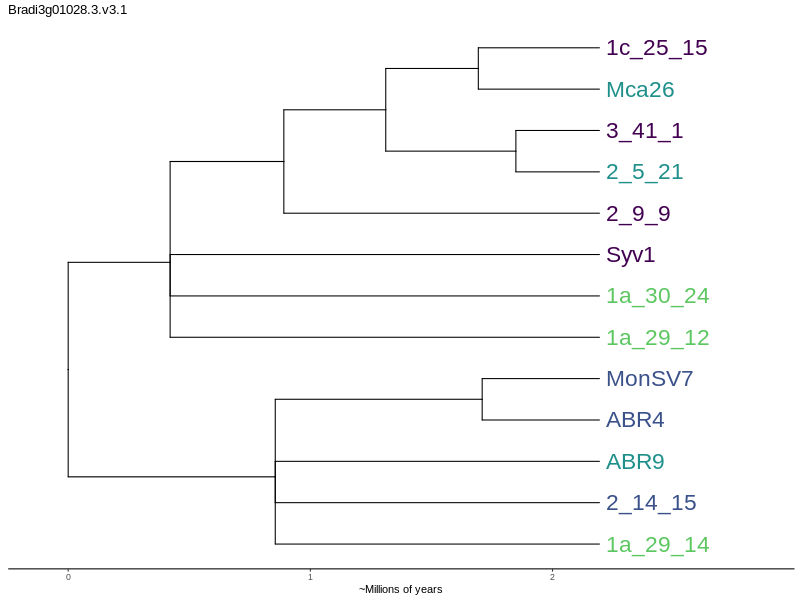 Bradi3g01028.3.v3.1
1c_25_15
Mca26
3_41_1
2_5_21
2_9_9
Syv1
1a_30_24
1a_29_12
MonSV7
ABR4
ABR9
2_14_15
1a_29_14
0 1 2
~Millions of years